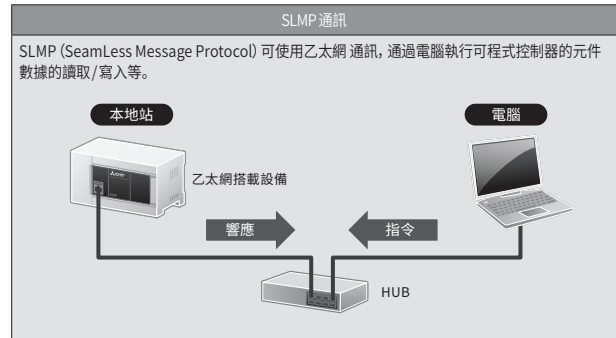 SLMP通訊
SLMP（SeamLess Message Protocol）可使用乙太網 通訊，通過電腦執行可程式控制器的元件
數據的讀取/寫入等。
本地站
電腦
乙太網搭載設備
響應
指令
HUB